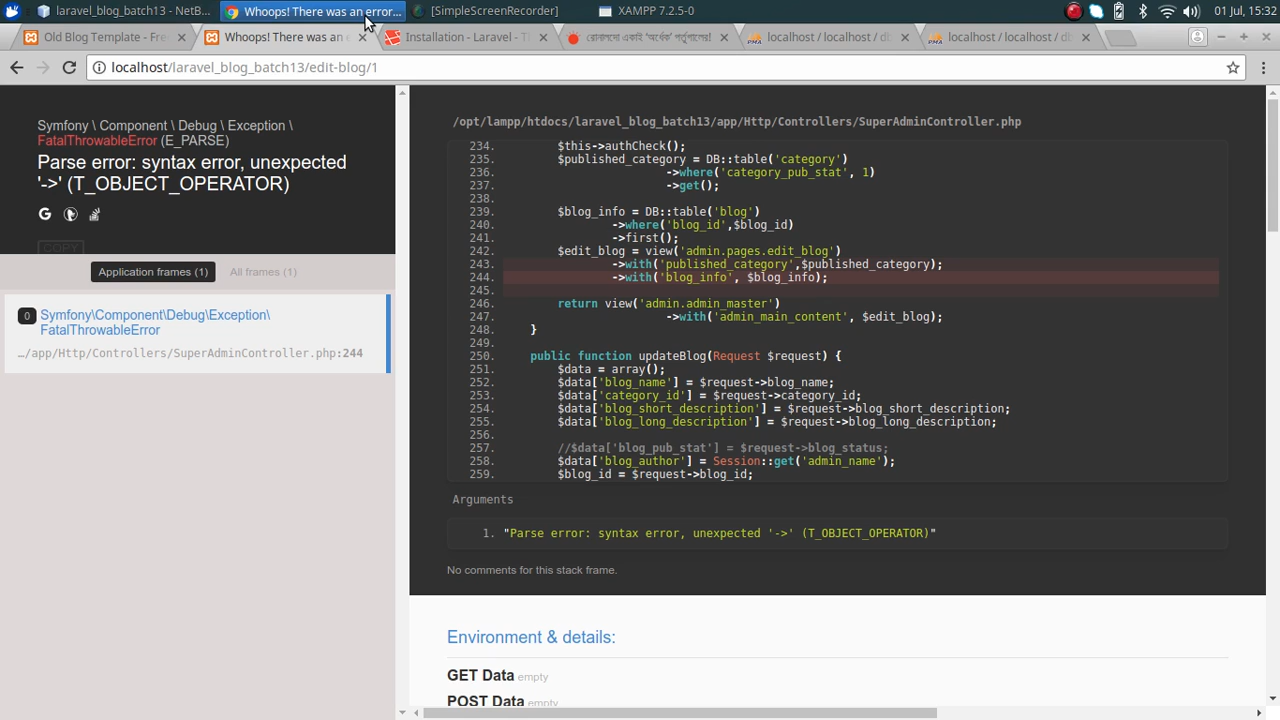 laravel_blog_batch13 - NetB...
Whoops! There was an error...
[SimpleScreenRecorder]
XAMPP 7.2.5-0
01 Jul, 15:32
Old Blog Template - Fre
Whoops! There was an e
Installation - Laravel - T
রোনালদো একাই 'অর্ধেক' পর্তুগালের!
localhost / localhost / db
localhost / localhost / db
localhost/laravel_blog_batch13/edit-blog/1
Symfony \ Component \ Debug \ Exception \
FatalThrowableError (E_PARSE)
Parse error: syntax error, unexpected
'->' (T_OBJECT_OPERATOR)
COPY
Application frames (1)
All frames (1)
0
Symfony\Component\Debug\Exception\
FatalThrowableError
…/app/Http/Controllers/SuperAdminController.php:244
/opt/lampp/htdocs/laravel_blog_batch13/app/Http/Controllers/SuperAdminController.php
234. $this->authCheck();
235. $published_category = DB::table('category')
236. ->where('category_pub_stat', 1)
237. ->get();
238.
239. $blog_info = DB::table('blog')
240. ->where('blog_id',$blog_id)
241. ->first();
242. $edit_blog = view('admin.pages.edit_blog')
243. ->with('published_category',$published_category);
244. ->with('blog_info', $blog_info);
245.
246. return view('admin.admin_master')
247. ->with('admin_main_content', $edit_blog);
248. }
249.
250. public function updateBlog(Request $request) {
251. $data = array();
252. $data['blog_name'] = $request->blog_name;
253. $data['category_id'] = $request->category_id;
254. $data['blog_short_description'] = $request->blog_short_description;
255. $data['blog_long_description'] = $request->blog_long_description;
256.
257. //$data['blog_pub_stat'] = $request->blog_status;
258. $data['blog_author'] = Session::get('admin_name');
259. $blog_id = $request->blog_id;
Arguments
1. "Parse error: syntax error, unexpected '->' (T_OBJECT_OPERATOR)"
No comments for this stack frame.
Environment & details:
GET Data empty
POST Data empty